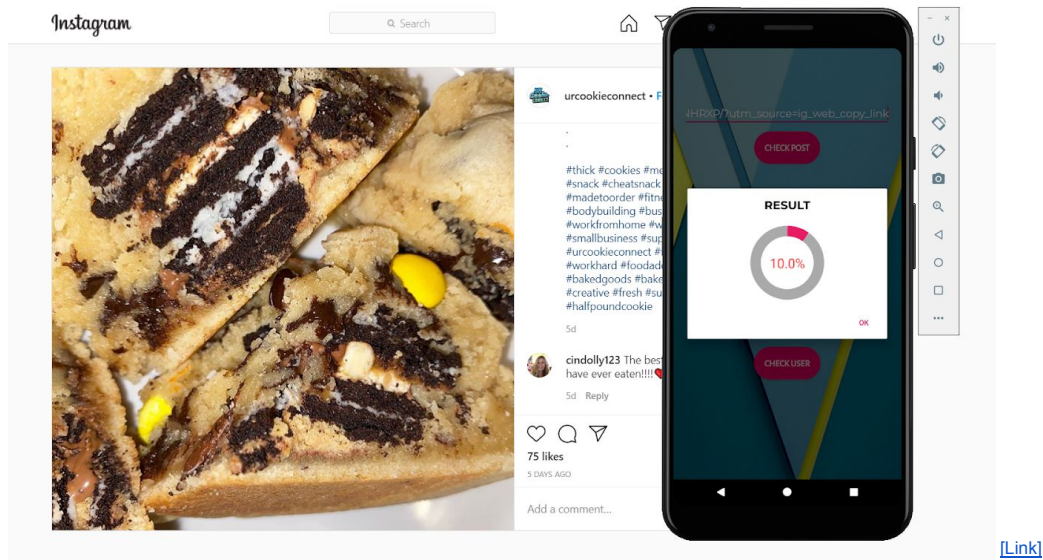 Instagram
Search
urcookieconnect •
.
.
#thick #cookies
#snack #cheatsnack
#madetoorder
#bodybuilding
#workfromhome
#smallbusiness
#urcookieconnect
#workhard
#bakedgoods
#creative #fresh
#halfpoundcookie
5d
cindolly123 The best
have ever eaten!!!!
5d Reply
75 likes
5 DAYS AGO
Add a comment...
NHRXP/?utm_source=ig_web_copy_link
CHECK POST
RESULT
10.0%
OK
CHECK USER
[Link]